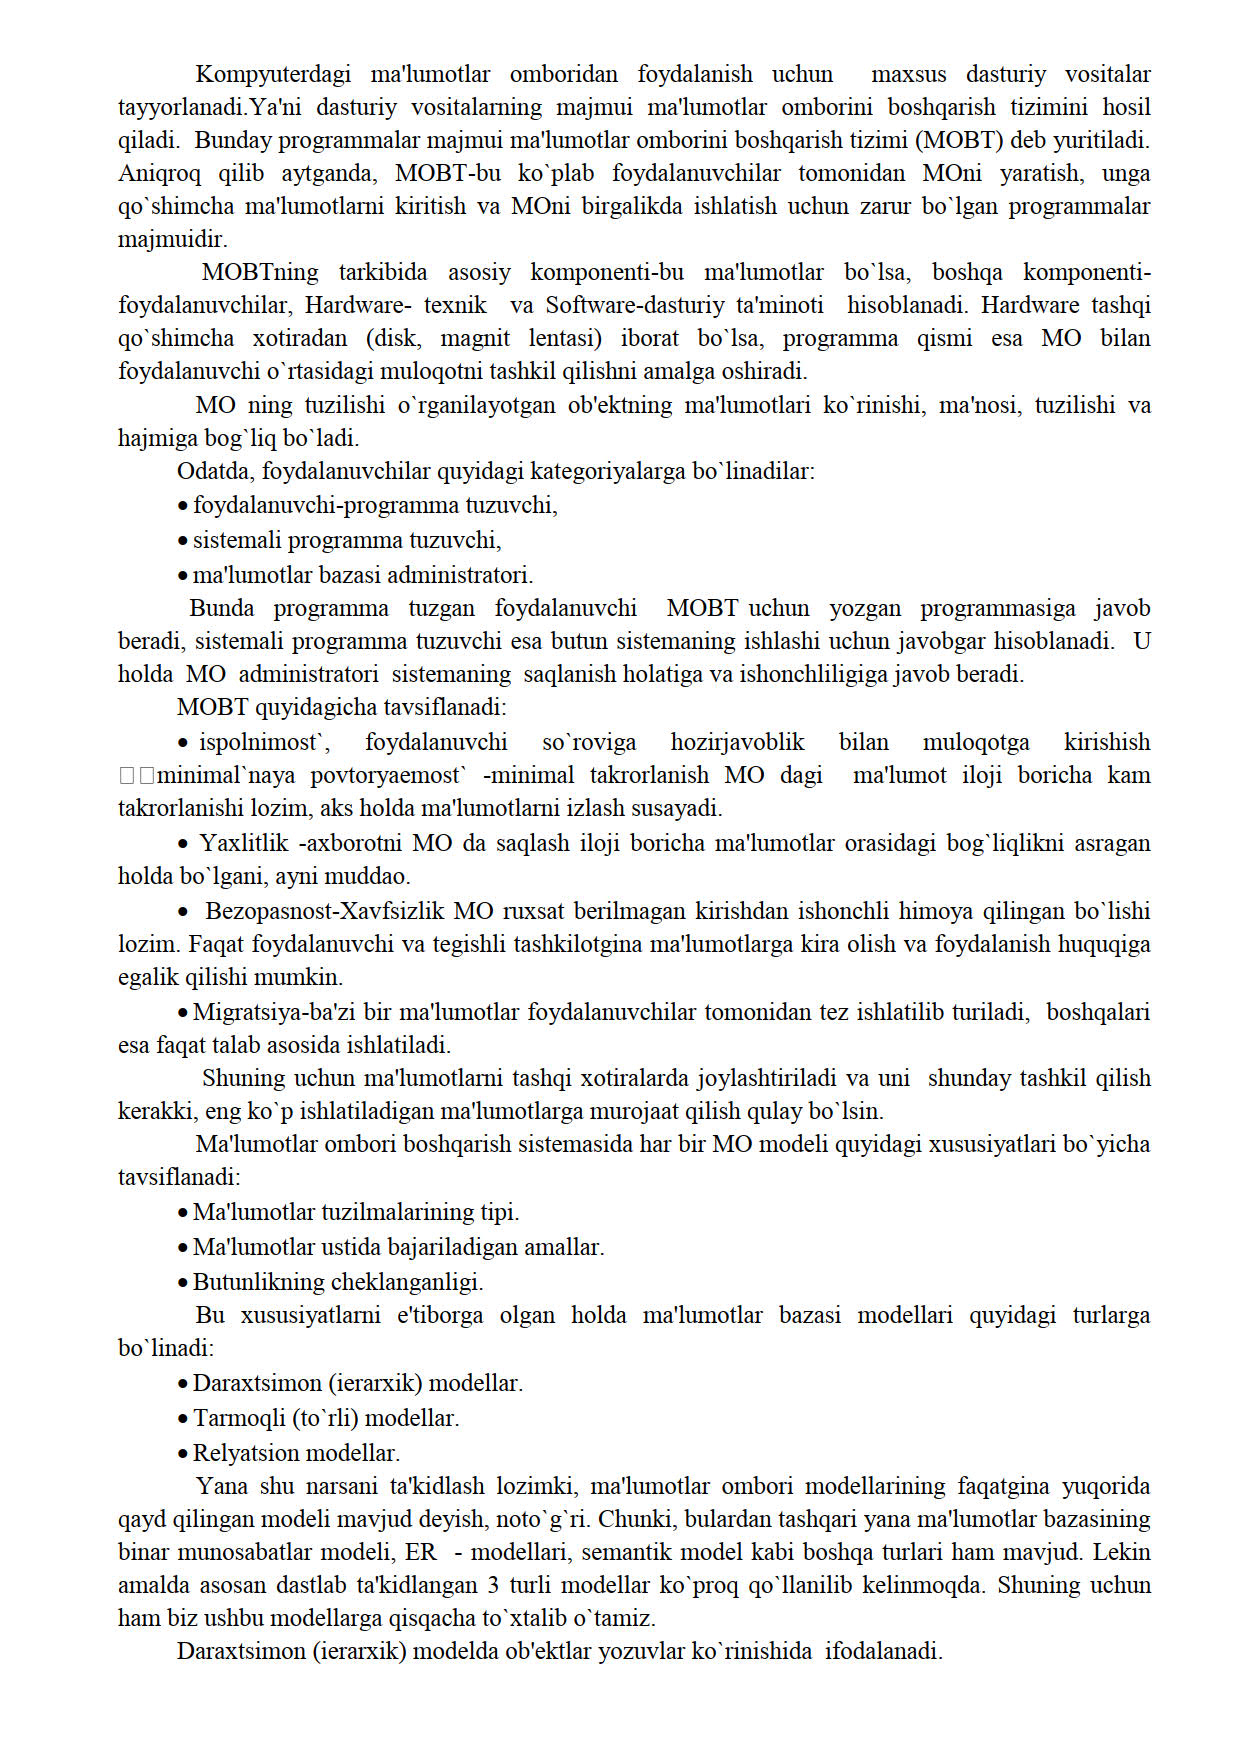 Kompyuterdagi ma'lumotlar omboridan foydalanish uchun maxsus dasturiy vositalar
tayyorlanadi.Ya'ni dasturiy vositalarning majmui ma'lumotlar omborini boshqarish tizimini hosil
qiladi. Bunday programmalar majmui ma'lumotlar omborini boshqarish tizimi (MOBT) deb yuritiladi.
Aniqroq qilib aytganda, MOBT-bu ko`plab foydalanuvchilar tomonidan MOni yaratish, unga
qo`shimcha ma'lumotlarni kiritish va MOni birgalikda ishlatish uchun zarur bo`lgan programmalar
majmuidir.
MOBTning tarkibida asosiy komponenti-bu ma'lumotlar bo`lsa, boshqa komponenti-
foydalanuvchilar, Hardware- texnik va Software-dasturiy ta'minoti hisoblanadi. Hardware tashqi
qo`shimcha xotiradan (disk, magnit lentasi) iborat bo`lsa, programma qismi esa MO bilan
foydalanuvchi o`rtasidagi muloqotni tashkil qilishni amalga oshiradi.
MO ning tuzilishi o`rganilayotgan ob'ektning ma'lumotlari ko`rinishi, ma'nosi, tuzilishi va
hajmiga bog`liq bo`ladi.
Odatda, foydalanuvchilar quyidagi kategoriyalarga bo`linadilar:
• foydalanuvchi-programma tuzuvchi,
• sistemali programma tuzuvchi,
• ma'lumotlar bazasi administratori.
Bunda programma tuzgan foydalanuvchi MOBT uchun yozgan programmasiga javob
beradi, sistemali programma tuzuvchi esa butun sistemaning ishlashi uchun javobgar hisoblanadi. U
holda MO administratori sistemaning saqlanish holatiga va ishonchliligiga javob beradi.
MOBT quyidagicha tavsiflanadi:
• ispolnimost`, foydalanuvchi so`roviga hozirjavoblik bilan muloqotga kirishish
□□minimal`naya povtoryaemost` -minimal takrorlanish MO dagi ma'lumot iloji boricha kam
takrorlanishi lozim, aks holda ma'lumotlarni izlash susayadi.
• Yaxlitlik -axborotni MO da saqlash iloji boricha ma'lumotlar orasidagi bog`liqlikni asragan
holda bo`lgani, ayni muddao.
• Bezopasnost-Xavfsizlik MO ruxsat berilmagan kirishdan ishonchli himoya qilingan bo`lishi
lozim. Faqat foydalanuvchi va tegishli tashkilotgina ma'lumotlarga kira olish va foydalanish huquqiga
egalik qilishi mumkin.
• Migratsiya-ba'zi bir ma'lumotlar foydalanuvchilar tomonidan tez ishlatilib turiladi, boshqalari
esa faqat talab asosida ishlatiladi.
Shuning uchun ma'lumotlarni tashqi xotiralarda joylashtiriladi va uni shunday tashkil qilish
kerakki, eng ko`p ishlatiladigan ma'lumotlarga murojaat qilish qulay bo`lsin.
Ma'lumotlar ombori boshqarish sistemasida har bir MO modeli quyidagi xususiyatlari bo`yicha
tavsiflanadi:
• Ma'lumotlar tuzilmalarining tipi.
• Ma'lumotlar ustida bajariladigan amallar.
• Butunlikning cheklanganligi.
Bu xususiyatlarni e'tiborga olgan holda ma'lumotlar bazasi modellari quyidagi turlarga
bo`linadi:
• Daraxtsimon (ierarxik) modellar.
• Tarmoqli (to`rli) modellar.
• Relyatsion modellar.
Yana shu narsani ta'kidlash lozimki, ma'lumotlar ombori modellarining faqatgina yuqorida
qayd qilingan modeli mavjud deyish, noto`g`ri. Chunki, bulardan tashqari yana ma'lumotlar bazasining
binar munosabatlar modeli, ER - modellari, semantik model kabi boshqa turlari ham mavjud. Lekin
amalda asosan dastlab ta'kidlangan 3 turli modellar ko`proq qo`llanilib kelinmoqda. Shuning uchun
ham biz ushbu modellarga qisqacha to`xtalib o`tamiz.
Daraxtsimon (ierarxik) modelda ob'ektlar yozuvlar ko`rinishida ifodalanadi.